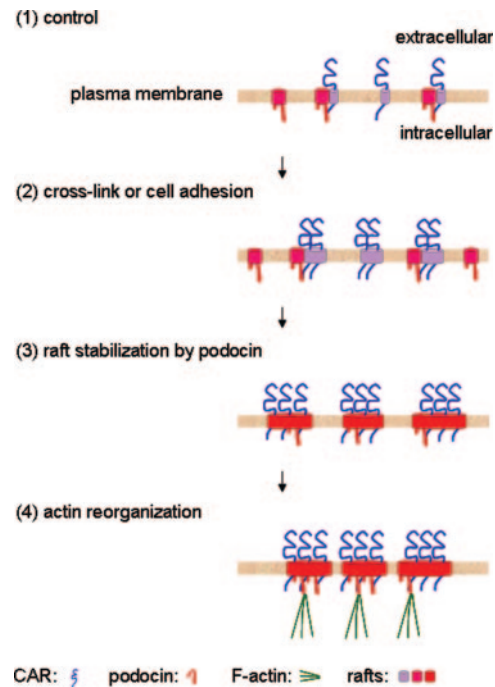 (1) control
extracellular
plasma membrane
intracellular
(2) cross-link or cell adhesion
(3) raft stabilization by podocin
(4) actin reorganization
CAR: podocin: F-actin: rafts: